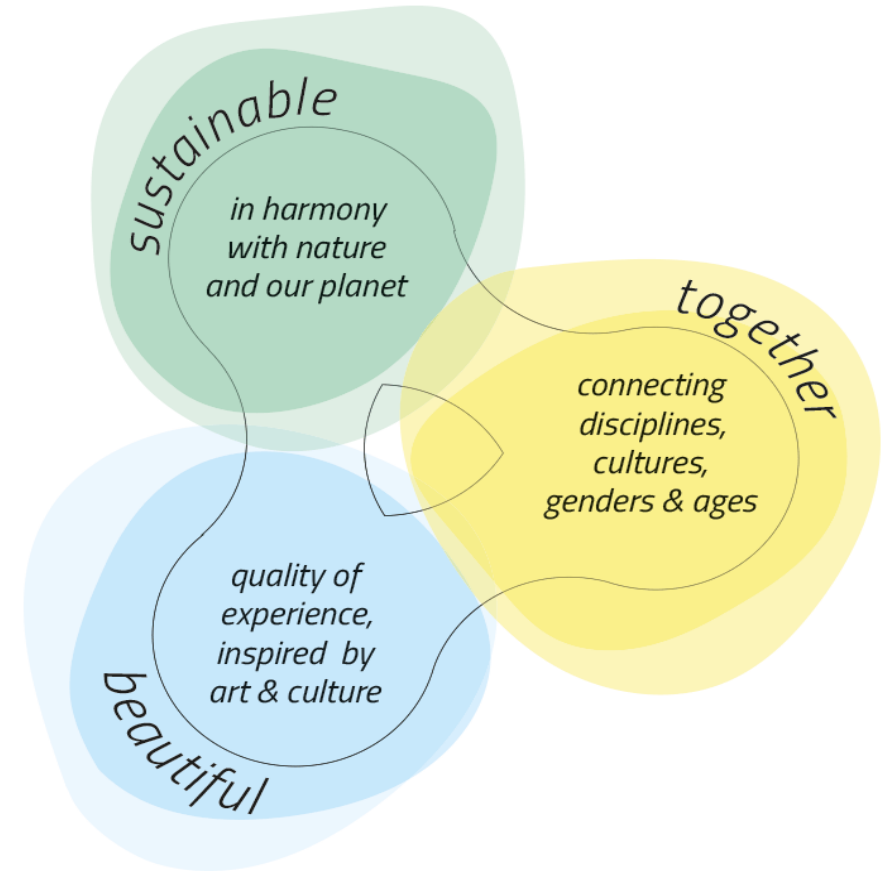 sustainable
in harmony
with nature
and our planet
together
connecting
disciplines,
cultures,
genders & ages
quality of
experience,
inspired by
art & culture
beautiful